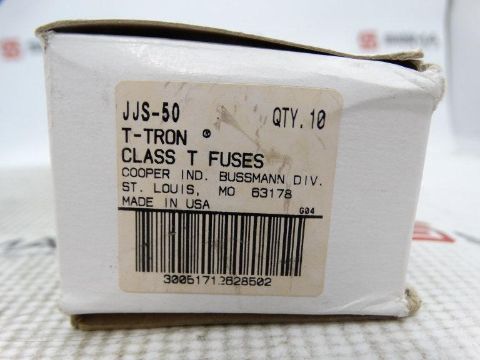 JJS-50 QTY. 10
T-TRON ®
CLASS T FUSES
COOPER IND. BUSSMANN DIV.
ST. LOUIS, MO 63178
MADE IN USA G04